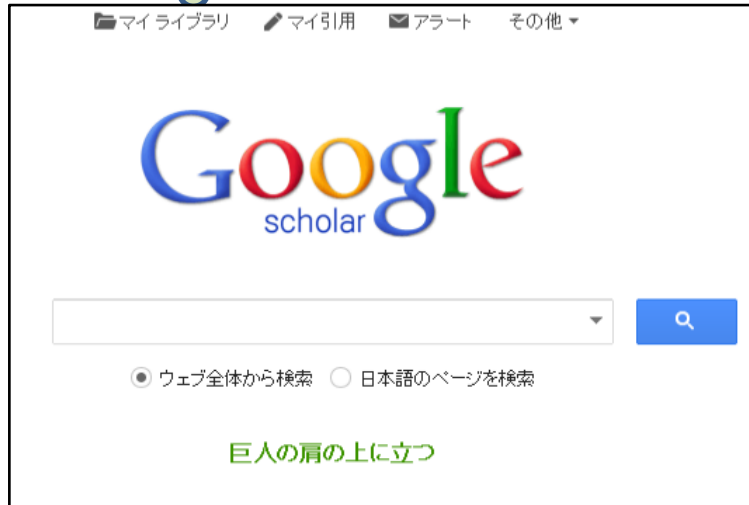 マイ ライブラリ マイ引用 アラート その他
Google
scholar
ウェブ全体から検索 日本語のページを検索
巨人の肩の上に立つ